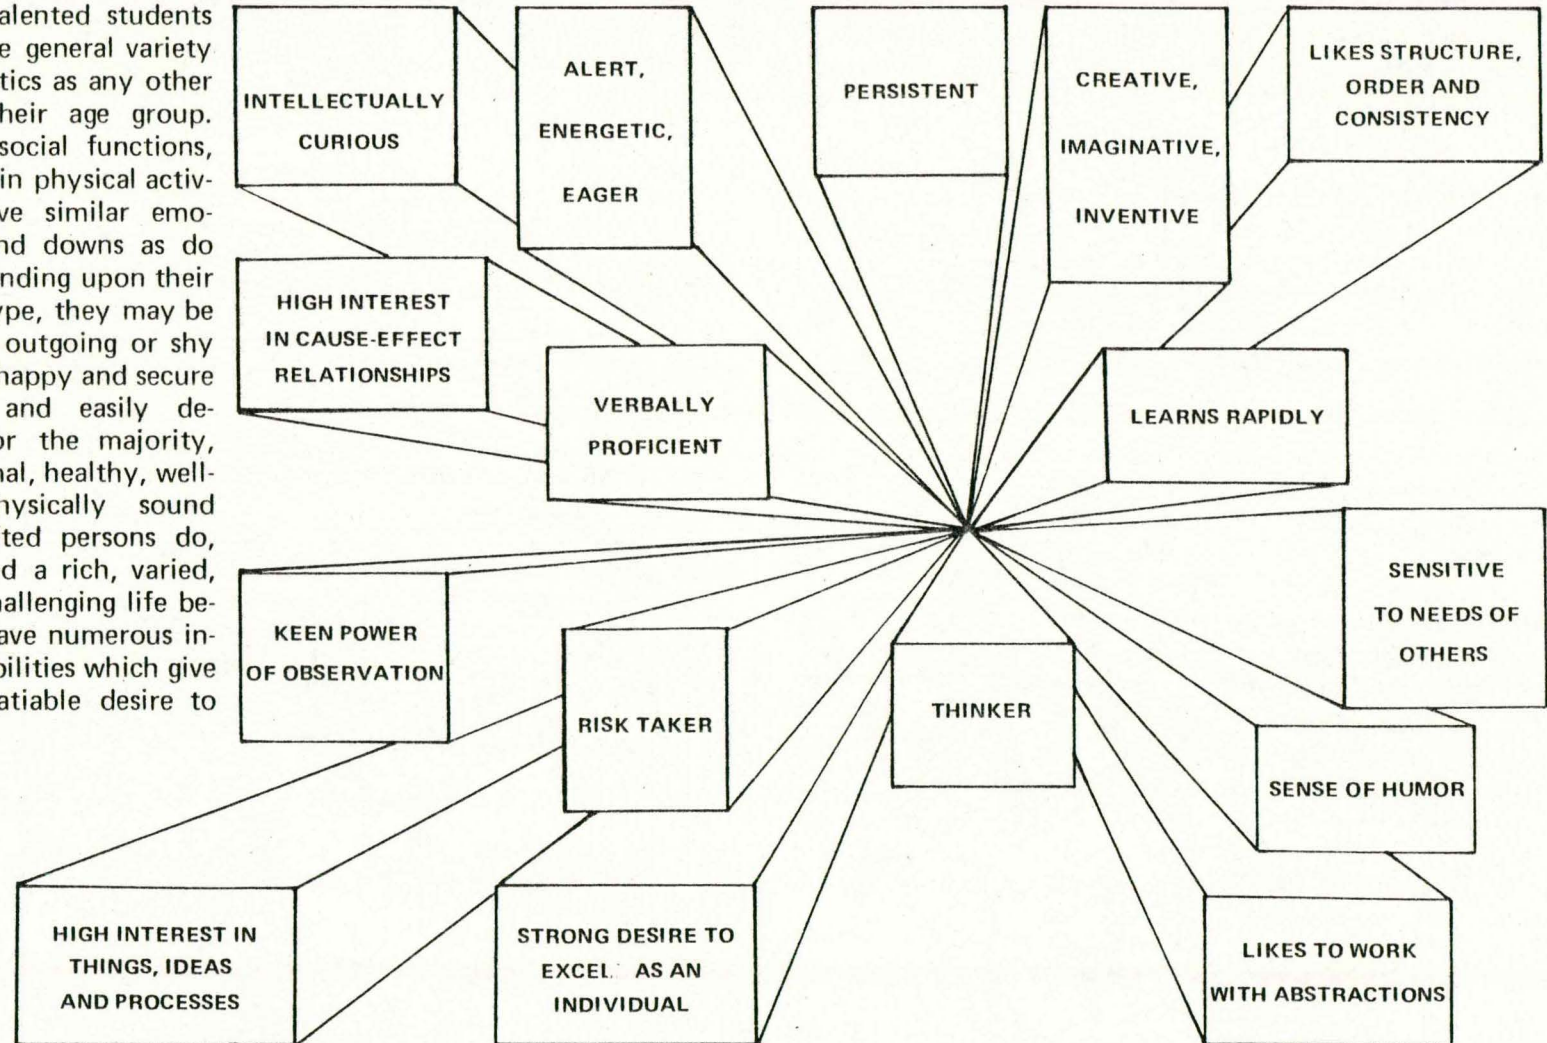 alented students
e general variety
tics as any other
heir age group.
social functions,
in physical activ-
ve similar emo-
nd downs as do
nding upon their
ype, they may be
outgoing or shy
happy and secure
and easily de-
or the majority,
nal, healthy, well-
hysically sound
ted persons do,
d a rich, varied,
hallenging life be-
ave numerous in-
bilities which give
atiable desire to
INTELLECTUALLY
CURIOUS
ALERT,
ENERGETIC,
EAGER
PERSISTENT
CREATIVE,
IMAGINATIVE,
INVENTIVE
LIKES STRUCTURE,
ORDER AND
CONSISTENCY
HIGH INTEREST
IN CAUSE-EFFECT
RELATIONSHIPS
VERBALLY
PROFICIENT
LEARNS RAPIDLY
KEEN POWER
OF OBSERVATION
RISK TAKER
THINKER
SENSITIVE
TO NEEDS OF
OTHERS
SENSE OF HUMOR
HIGH INTEREST IN
THINGS, IDEAS
AND PROCESSES
STRONG DESIRE TO
EXCEL AS AN
INDIVIDUAL
LIKES TO WORK
WITH ABSTRACTIONS